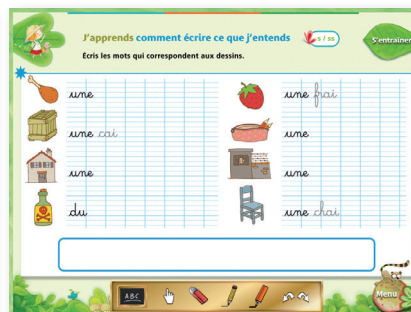 J'apprends comment écrire ce que j'entends
s / ss
S'entraîner
Écris les mots qui correspondent aux dessins.
une
une cai
une
du
une frai
une
une
une chai
ABC
Menu